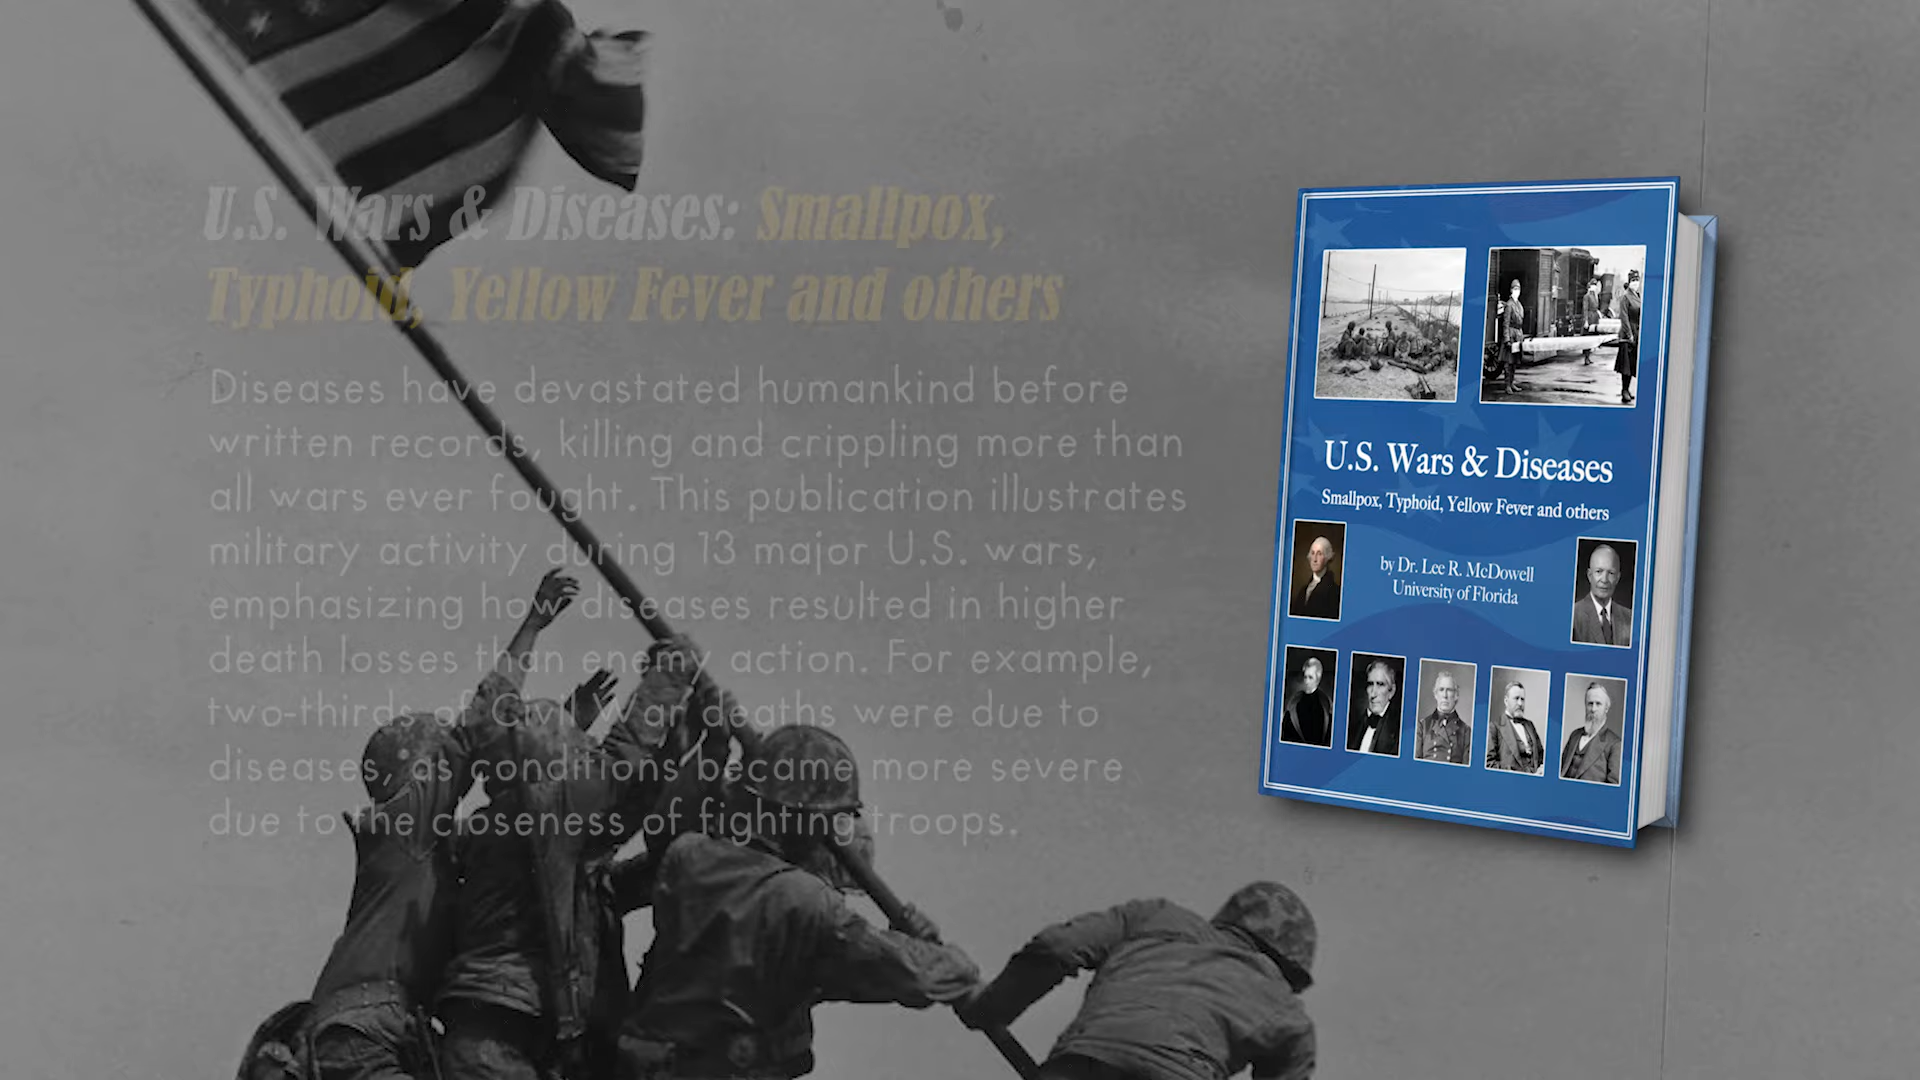 U.S. Wars & Diseases: Smallpox,
Typhoid, Yellow Fever and others
Diseases have devastated humankind before
written records, killing and crippling more than
all wars ever fought. This publication illustrates
military activity during 13 major U.S. wars,
emphasizing how diseases resulted in higher
death losses than enemy action. For example,
two-thirds of Civil War deaths were due to
diseases, as conditions became more severe
due to the closeness of fighting troops.
U.S. Wars & Diseases
Smallpox, Typhoid, Yellow Fever and others
by Dr. Lee R. McDowell
University of Florida